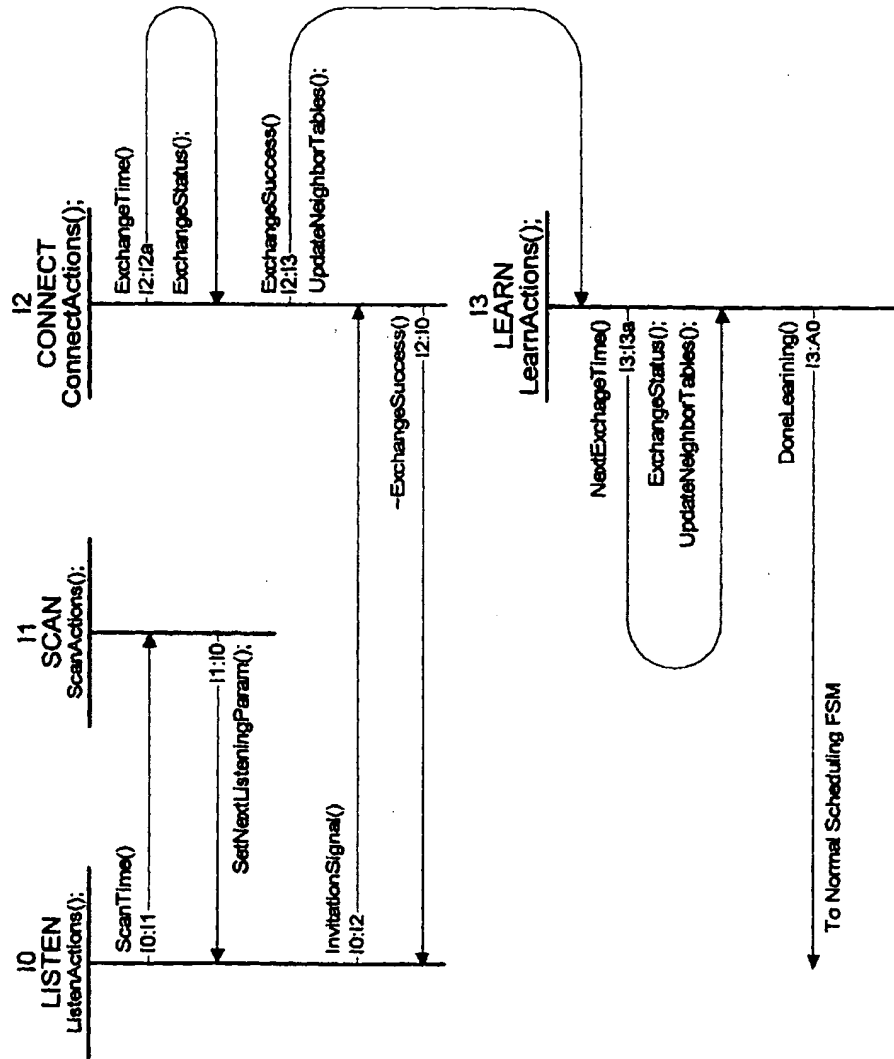 I0
LISTEN
ListenActions();
ScanTime()
I0:I1
I1
SCAN
ScanActions();
I1:I0
SetNextListeningParam();
InvitationSignal()
I0:I2
I2
CONNECT
ConnectActions();
ExchangeTime()
I2:I2a
ExchangeStatus();
ExchangeSuccess()
I2:I3
UpdateNeighborTables();
~ExchangeSuccess()
I2:I0
I3
LEARN
LearnActions();
NextExchageTime()
I3:I3a
ExchangeStatus();
UpdateNeighborTables();
DoneLearining()
I3:A0
To Normal Scheduling FSM